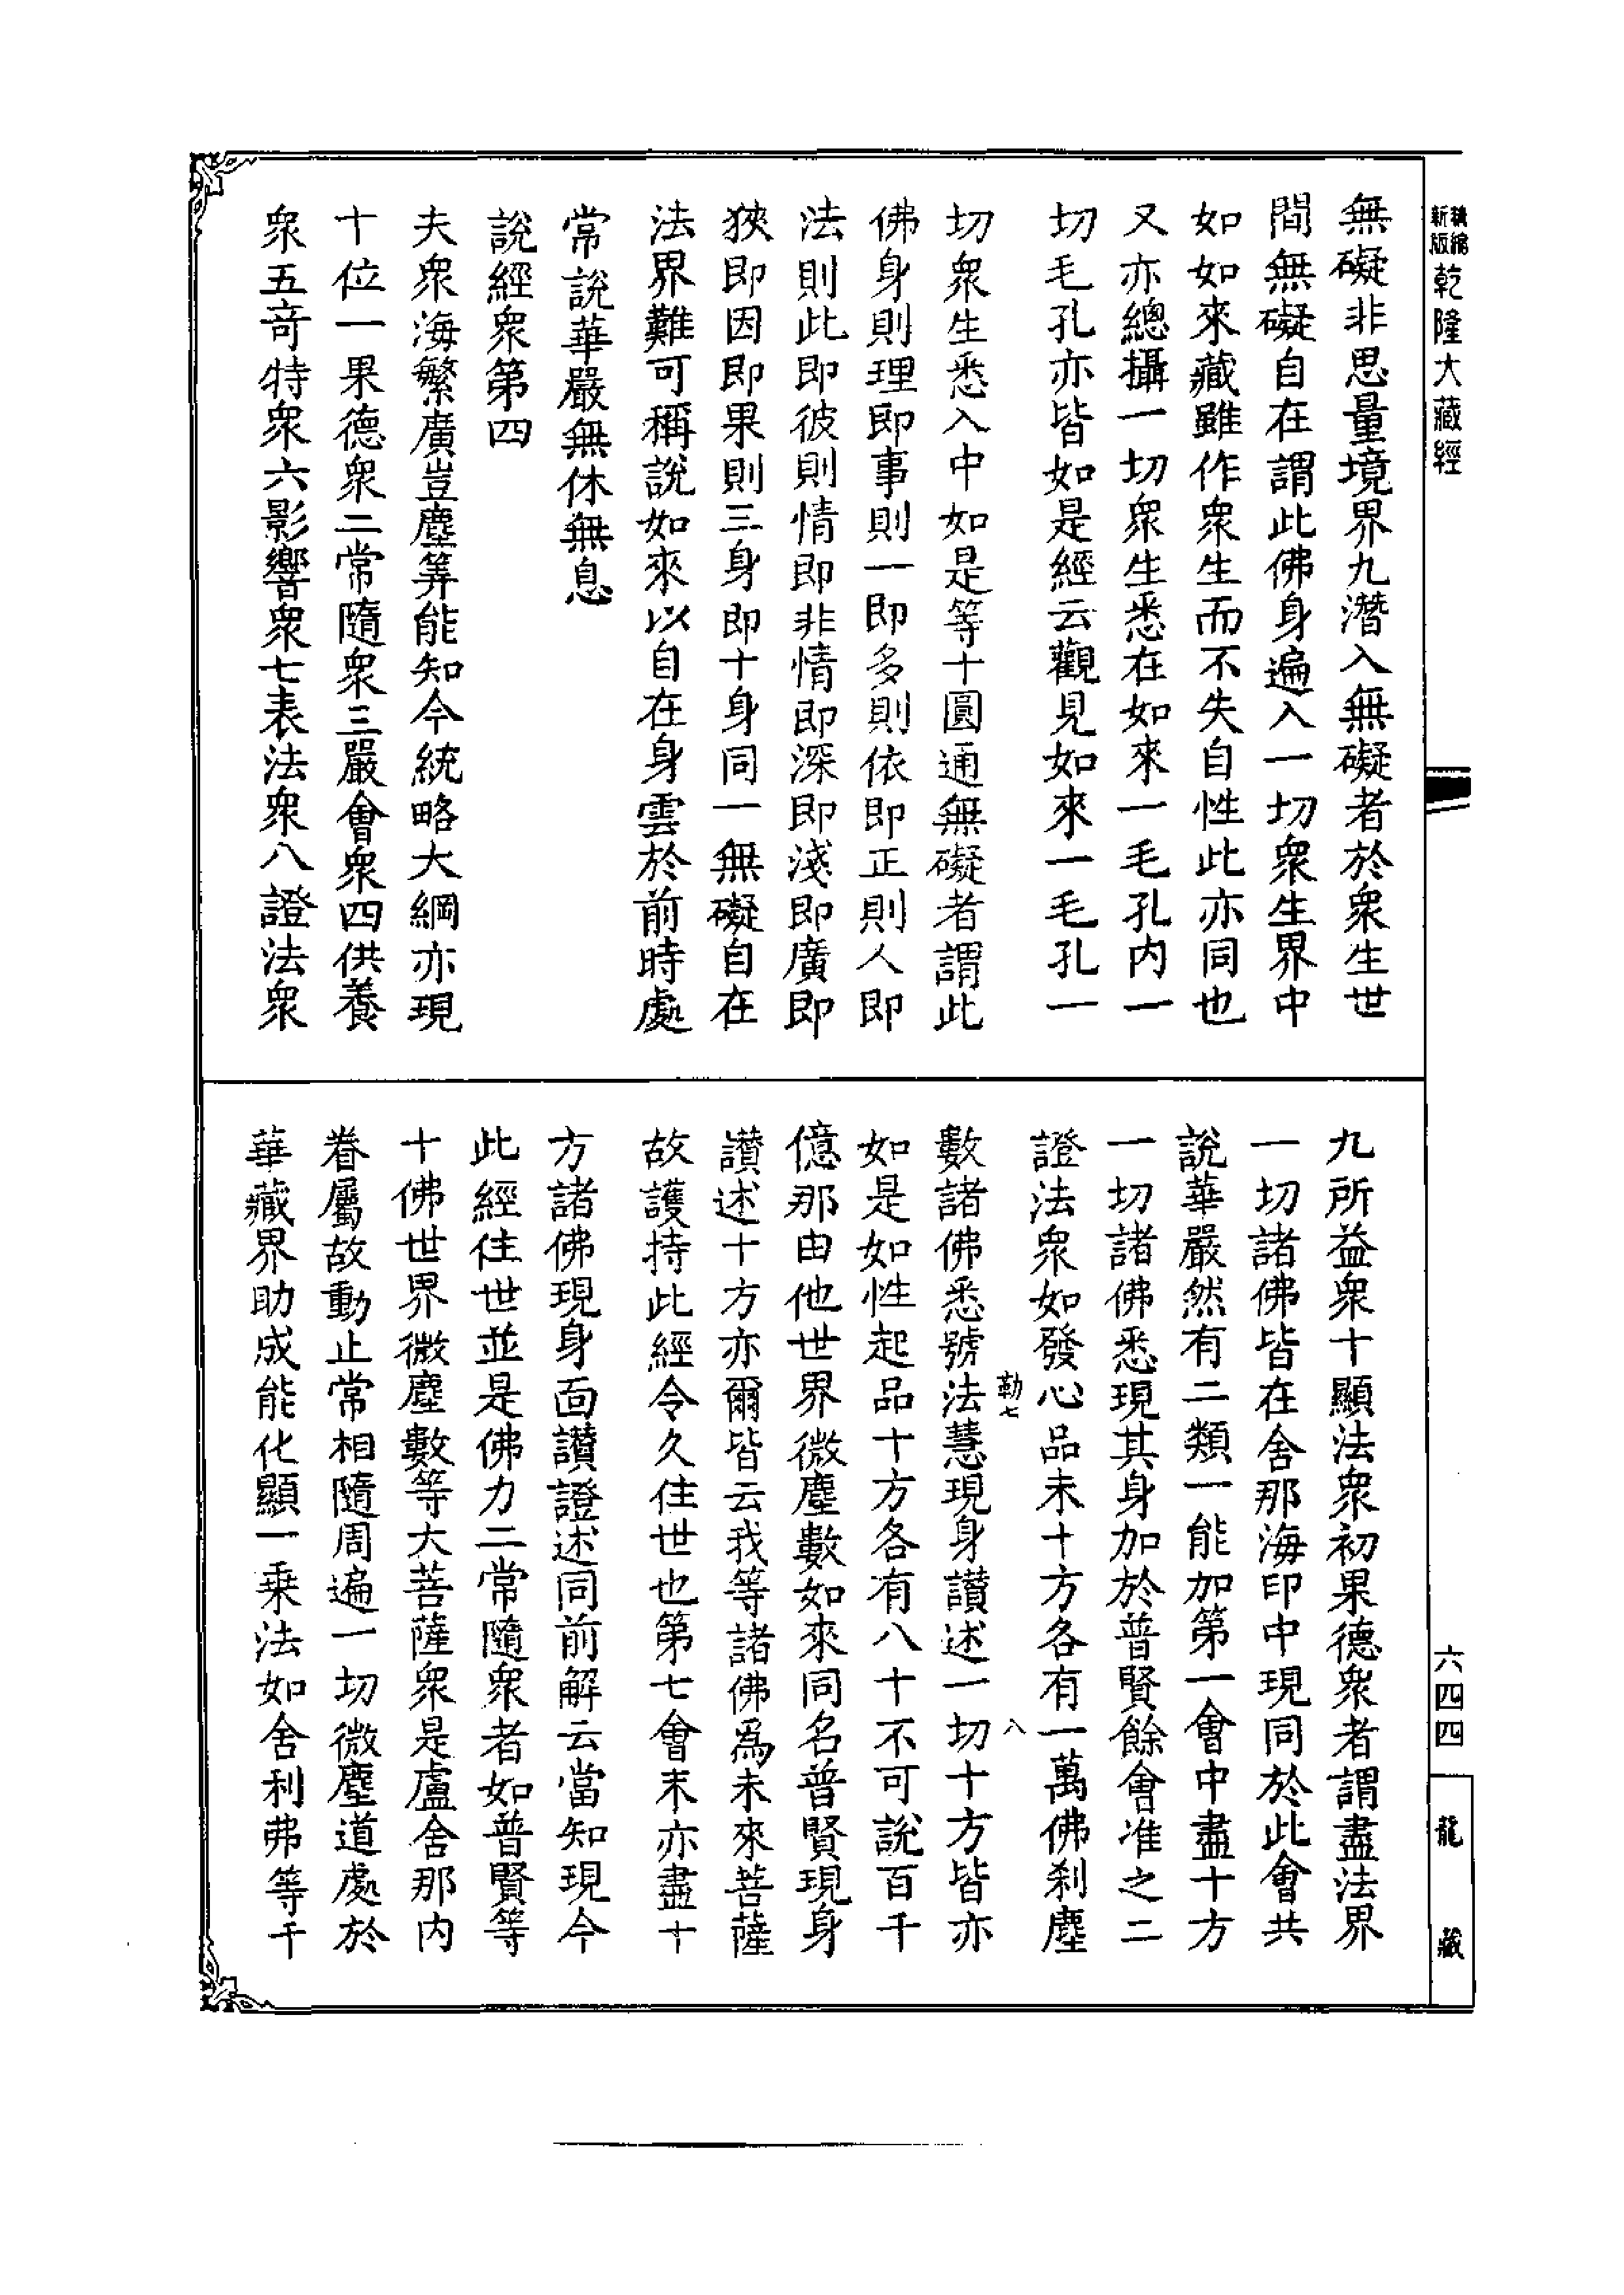 精縮新版乾隆大藏經
無礙非思量境界九潛入無礙者於衆生世
間無礙自在謂此佛身遍入一切衆生界中
如如來藏雖作衆生而不失自性此亦同也
又亦總攝一切衆生悉在如來一毛孔内一
切毛孔亦皆如是經云觀見如來一毛孔一
切衆生悉入中如是等十圓通無礙者謂此
佛身則理即事則一即多則依即正則人即
法則此即彼則情即非情即深即淺即廣即
狹即因即果則三身即十身同一無礙自在
法界難可稱說如來以自在身雲於前時處
常說華嚴無休無息
說經衆第四
夫衆海繁廣豈塵筭能知今統略大綱亦現
十位一果德衆二常隨衆三嚴會衆四供養
衆五奇特衆六影響衆七表法衆八證法衆
九所益衆十顯法衆初果德衆者謂盡法界
一切諸佛皆在舍那海印中現同於此會共
說華嚴然有二類一能加第一會中盡十方
一切諸佛悉現其身加於普賢餘會准之二
證法衆如發心品末十方各有一萬佛刹塵
勒七 八
數諸佛悉號法慧現身讃述一切十方皆亦
如是如性起品十方各有八十不可說百千
億那由他世界微塵數如來同名普賢現身
讃述十方亦爾皆云我等諸佛爲未來菩薩
故護持此經令久住世也第七會末亦盡十
方諸佛現身面讃證述同前解云當知現今
此經住世並是佛力二常隨衆者如普賢等
十佛世界微塵數等大菩薩衆是盧舍那内
眷屬故動止常相隨周遍一切微塵道處於
華藏界助成能化顯一乘法如舍利弗等千
六四四
龍藏